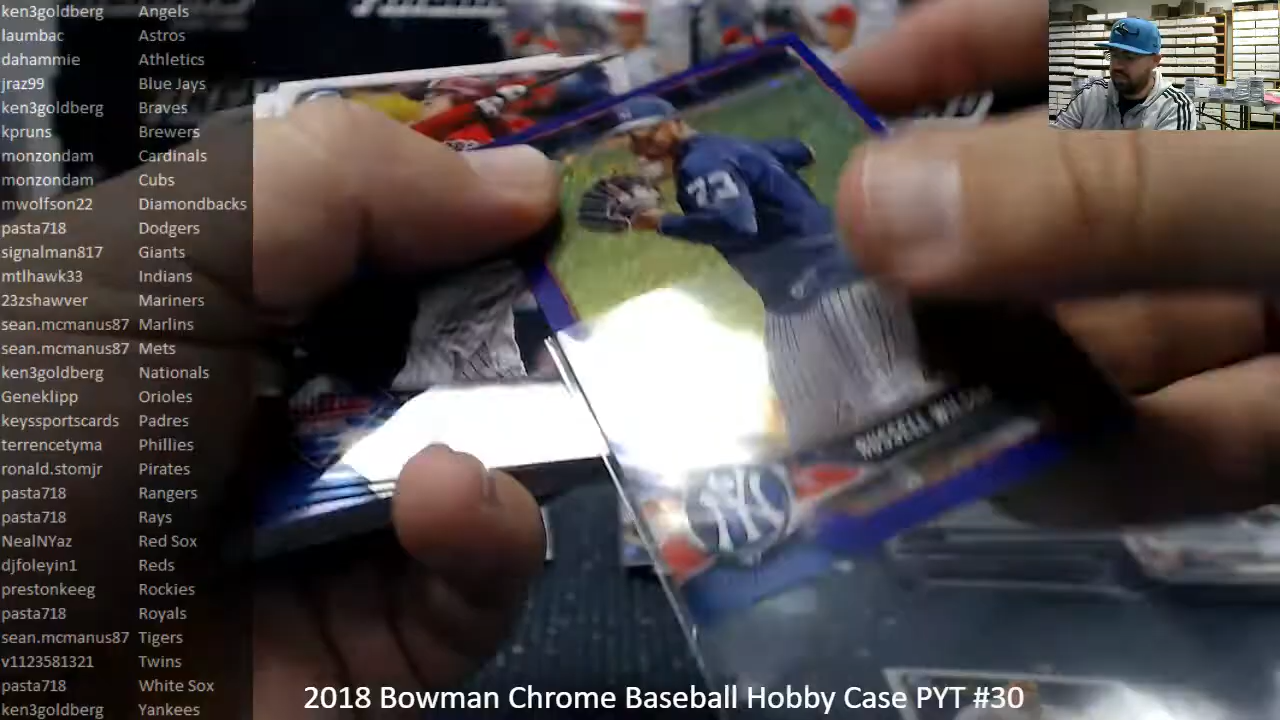 ken3goldberg Angels
laumbac Astros
dahammie Athletics
jraz99 Blue Jays
ken3goldberg Braves
kpruns Brewers
monzondam Cardinals
monzondam Cubs
mwolfson22 Diamondbacks
pasta718 Dodgers
signalman817 Giants
mtlhawk33 Indians
23zshawver Mariners
sean.mcmanus87 Marlins
sean.mcmanus87 Mets
ken3goldberg Nationals
Geneklipp Orioles
keyssportscards Padres
terrencetyma Phillies
ronald.stomjr Pirates
pasta718 Rangers
pasta718 Rays
NealNYaz Red Sox
djfoleyin1 Reds
prestonkeeg Rockies
pasta718 Royals
sean.mcmanus87 Tigers
v1123581321 Twins
pasta718 White Sox
ken3goldberg Yankees
73
RUSSELL
NY
2018 Bowman Chrome Baseball Hobby Case PYT #30